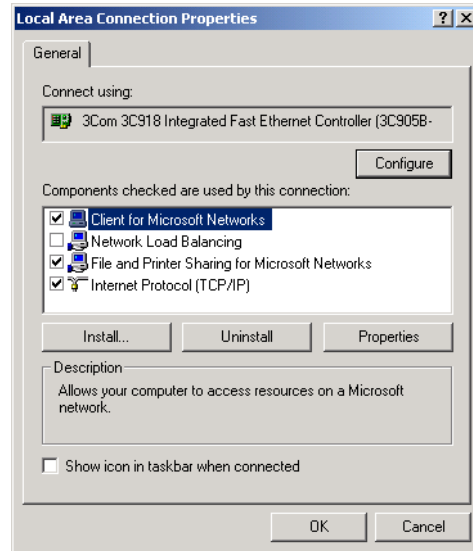 Local Area Connection Properties
General
Connect using:
3Com 3C918 Integrated Fast Ethernet Controller (3C905B-
Configure
Components checked are used by this connection:
Client for Microsoft Networks
Network Load Balancing
File and Printer Sharing for Microsoft Networks
Internet Protocol (TCP/IP)
Install... Uninstall Properties
Description
Allows your computer to access resources on a Microsoft
network.
Show icon in taskbar when connected
OK Cancel